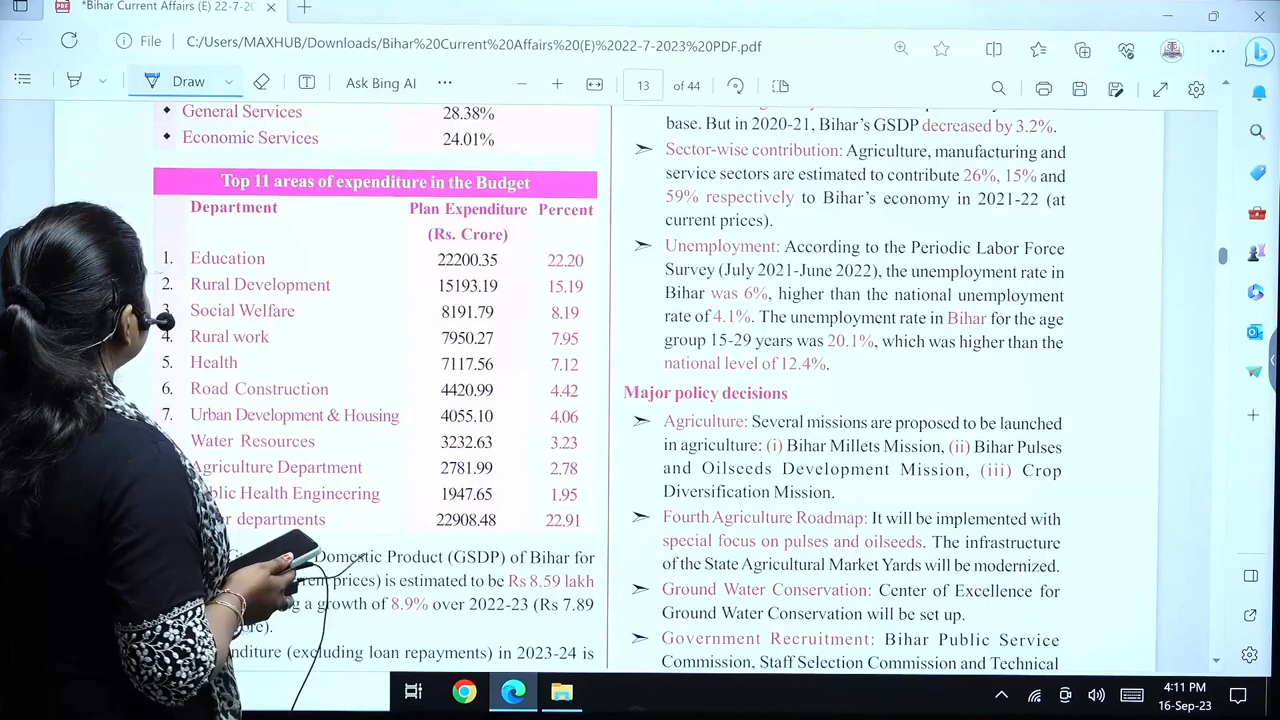 *Bihar Current Affairs (E) 22-7-20
File
C:/Users/MAXHUB/Downloads/Bihar%20Current%20Affairs%20(E)%2022-7-2023%20PDF.pdf
Draw
Ask Bing AI
13 of 44
General Services 28.38%
Economic Services 24.01%
Top 11 areas of expenditure in the Budget
Department Plan Expenditure Percent
(Rs. Crore)
1. Education 22200.35 22.20
2. Rural Development 15193.19 15.19
3. Social Welfare 8191.79 8.19
4. Rural work 7950.27 7.95
5. Health 7117.56 7.12
6. Road Construction 4420.99 4.42
7. Urban Development & Housing 4055.10 4.06
Water Resources 3232.63 3.23
Agriculture Department 2781.99 2.78
Health Engineering 1947.65 1.95
departments 22908.48 22.91
Domestic Product (GSDP) of Bihar for
prices) is estimated to be Rs 8.59 lakh
a growth of 8.9% over 2022-23 (Rs 7.89
(excluding loan repayments) in 2023-24 is
base. But in 2020-21, Bihar's GSDP decreased by 3.2%.
Sector-wise contribution: Agriculture, manufacturing and
service sectors are estimated to contribute 26%, 15% and
59% respectively to Bihar's economy in 2021-22 (at
current prices).
Unemployment: According to the Periodic Labor Force
Survey (July 2021-June 2022), the unemployment rate in
Bihar was 6%, higher than the national unemployment
rate of 4.1%. The unemployment rate in Bihar for the age
group 15-29 years was 20.1%, which was higher than the
national level of 12.4%.
Major policy decisions
Agriculture: Several missions are proposed to be launched
in agriculture: (i) Bihar Millets Mission, (ii) Bihar Pulses
and Oilseeds Development Mission, (iii) Crop
Diversification Mission.
Fourth Agriculture Roadmap: It will be implemented with
special focus on pulses and oilseeds. The infrastructure
of the State Agricultural Market Yards will be modernized.
Ground Water Conservation: Center of Excellence for
Ground Water Conservation will be set up.
Government Recruitment: Bihar Public Service
Commission, Staff Selection Commission and Technical
4:11 PM
16-Sep-23